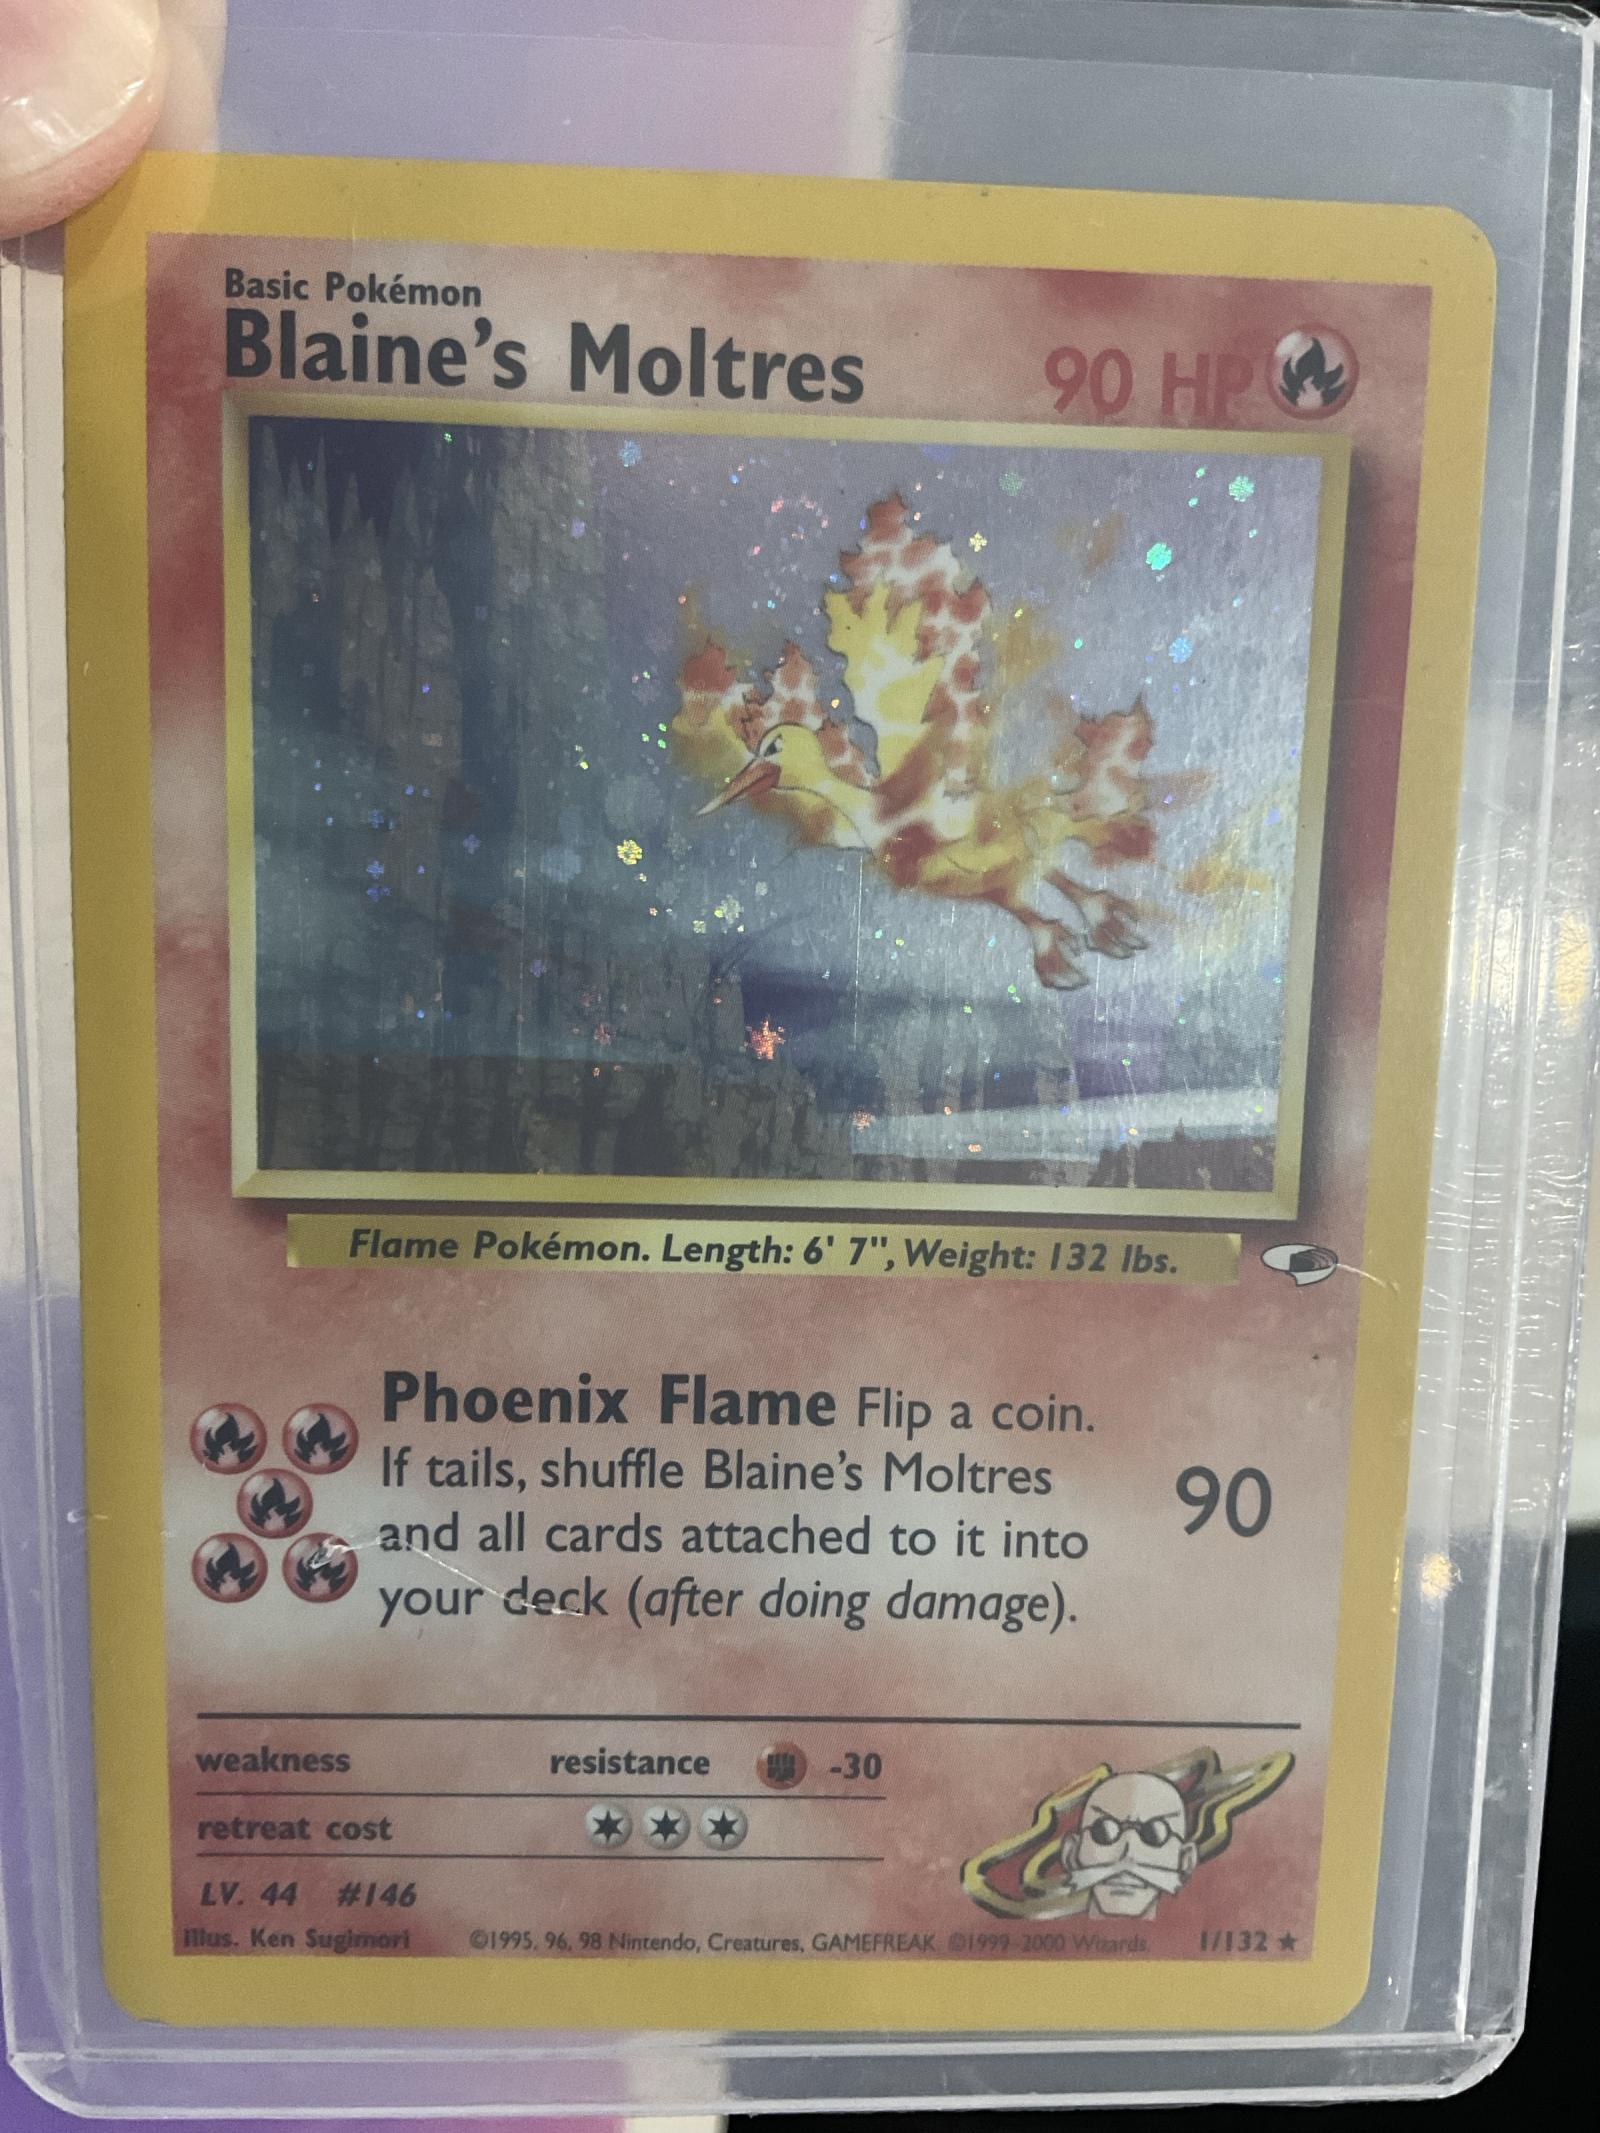 Basic Pokémon
Blaine's Moltres
90 HP
Flame Pokémon. Length: 6' 7", Weight: 132 lbs.
Phoenix Flame Flip a coin.
If tails, shuffle Blaine's Moltres
and all cards attached to it into
your deck (after doing damage).
90
weakness
resistance -30
retreat cost
LV. 44 #146
Illus. Ken Sugimori ©1995, 96, 98 Nintendo, Creatures, GAMEFREAK. ©1999-2000 Wizards. 1/132 ★